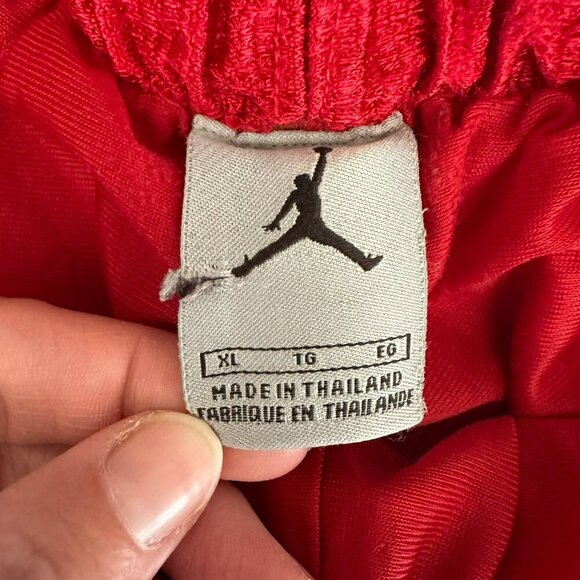 XL TG EG
MADE IN THAILAND
FABRIQUE EN THAILANDE